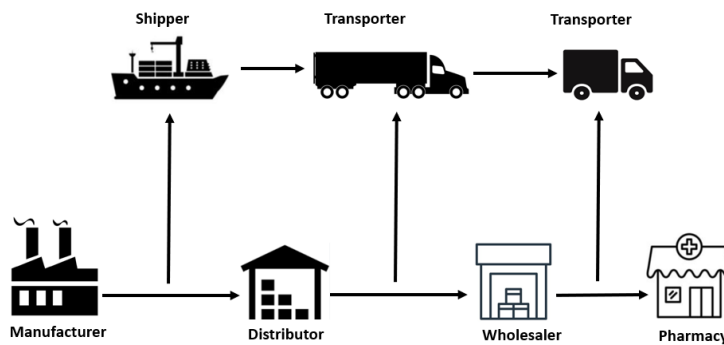 Shipper
Transporter
Transporter
Manufacturer
Distributor
Wholesaler
Pharmacy